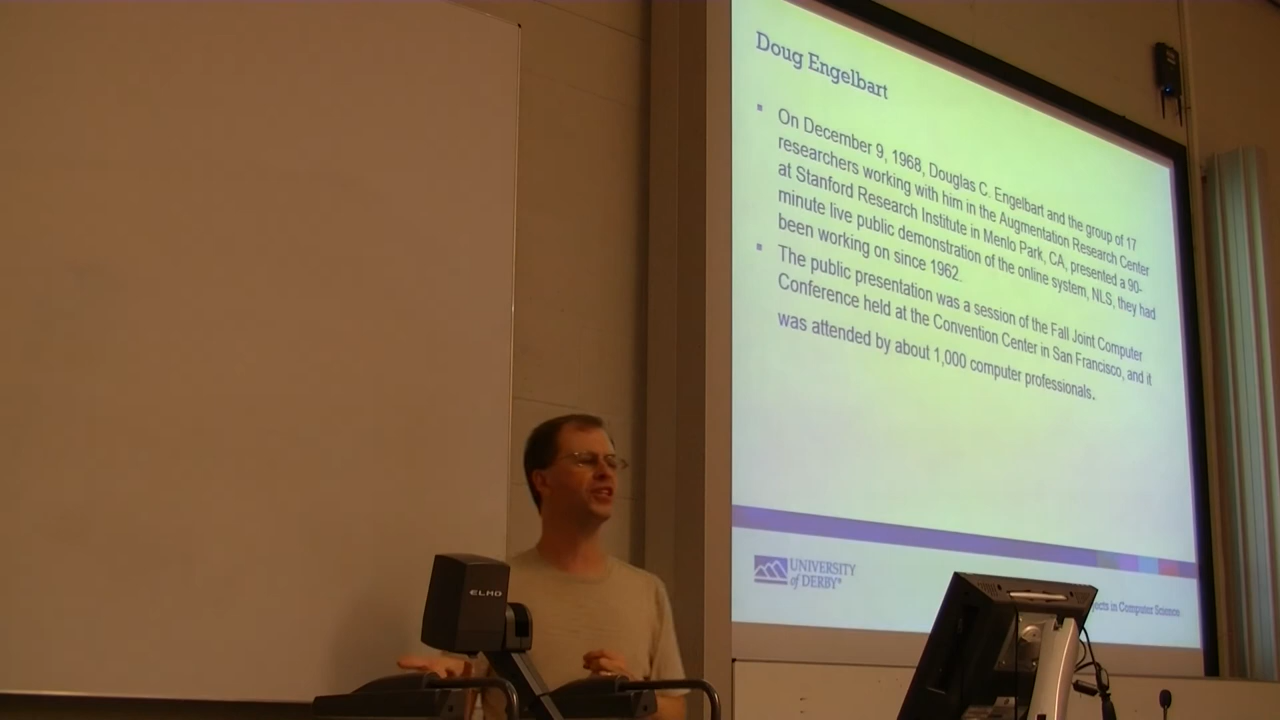 Doug Engelbart
▪ On December 9, 1968, Douglas C. Engelbart and the group of 17
researchers working with him in the Augmentation Research Center
at Stanford Research Institute in Menlo Park, CA, presented a 90-
minute live public demonstration of the online system, NLS, they had
been working on since 1962.
▪ The public presentation was a session of the Fall Joint Computer
Conference held at the Convention Center in San Francisco, and it
was attended by about 1,000 computer professionals.
UNIVERSITY
of DERBY
in Computer Science
ELMO